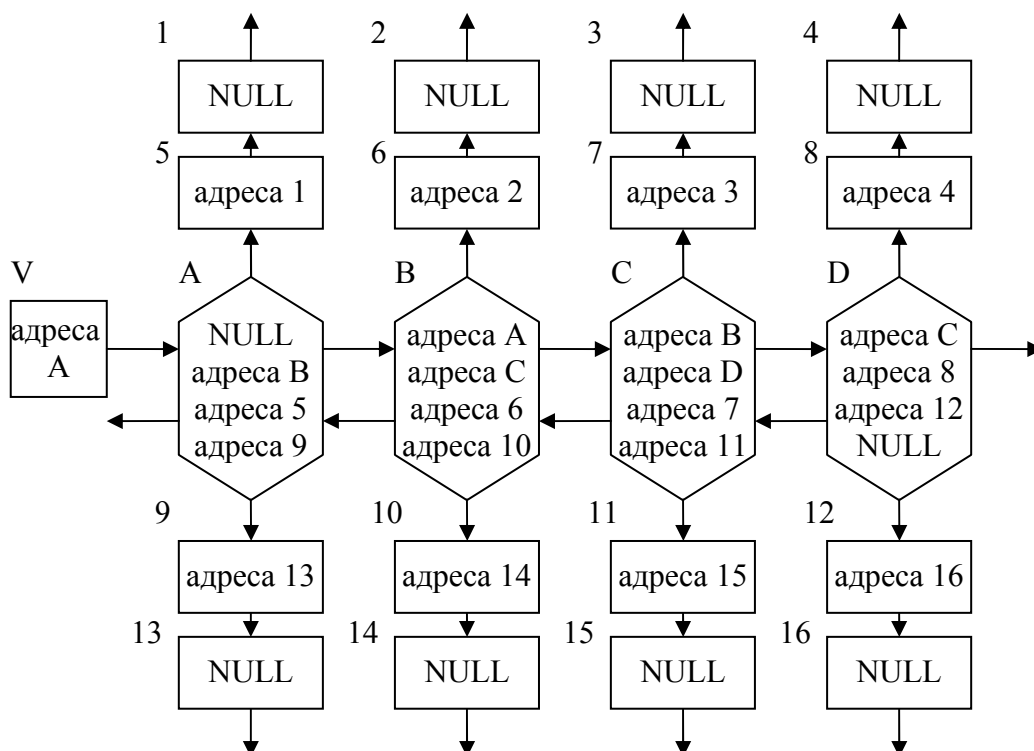 1 2 3 4
NULL NULL NULL NULL
5 6 7 8
адреса 1 адреса 2 адреса 3 адреса 4
V A B C D
адреса
A
NULL
адреса B
адреса 5
адреса 9
адреса A
адреса C
адреса 6
адреса 10
адреса B
адреса D
адреса 7
адреса 11
адреса C
адреса 8
адреса 12
NULL
9 10 11 12
адреса 13 адреса 14 адреса 15 адреса 16
13 14 15 16
NULL NULL NULL NULL